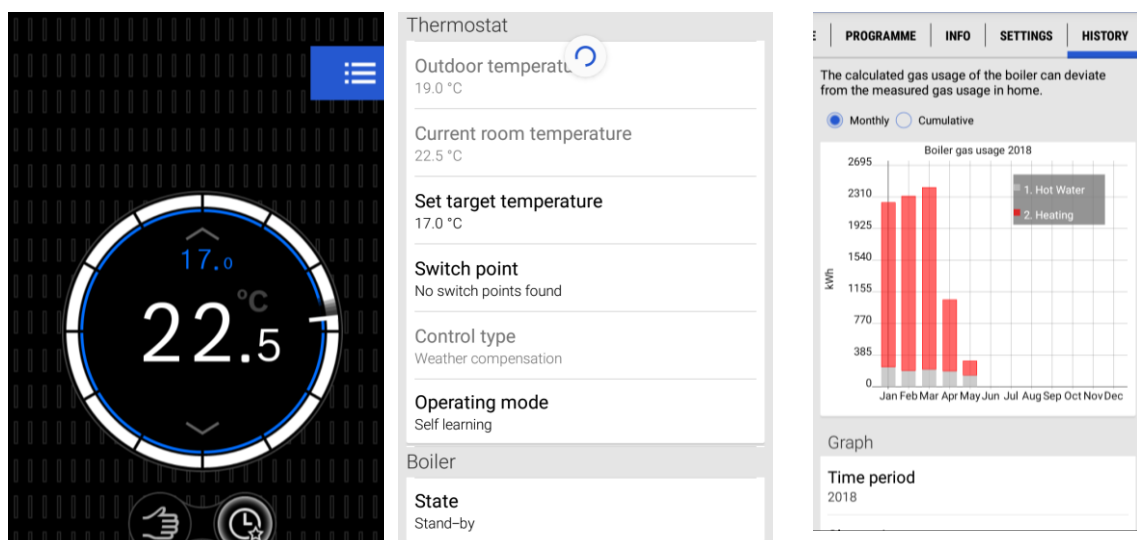 17.0
22.5 °C
Thermostat
Outdoor temperatu
19.0 °C
Current room temperature
22.5 °C
Set target temperature
17.0 °C
Switch point
No switch points found
Control type
Weather compensation
Operating mode
Self learning
Boiler
State
Stand-by
E PROGRAMME INFO SETTINGS HISTORY
The calculated gas usage of the boiler can deviate
from the measured gas usage in home.
Monthly Cumulative
Boiler gas usage 2018
2695
2310
1925
1540
1155
770
385
0
kWh
1. Hot Water
2. Heating
Jan Feb Mar Apr May Jun Jul Aug Sep Oct Nov Dec
Graph
Time period
2018